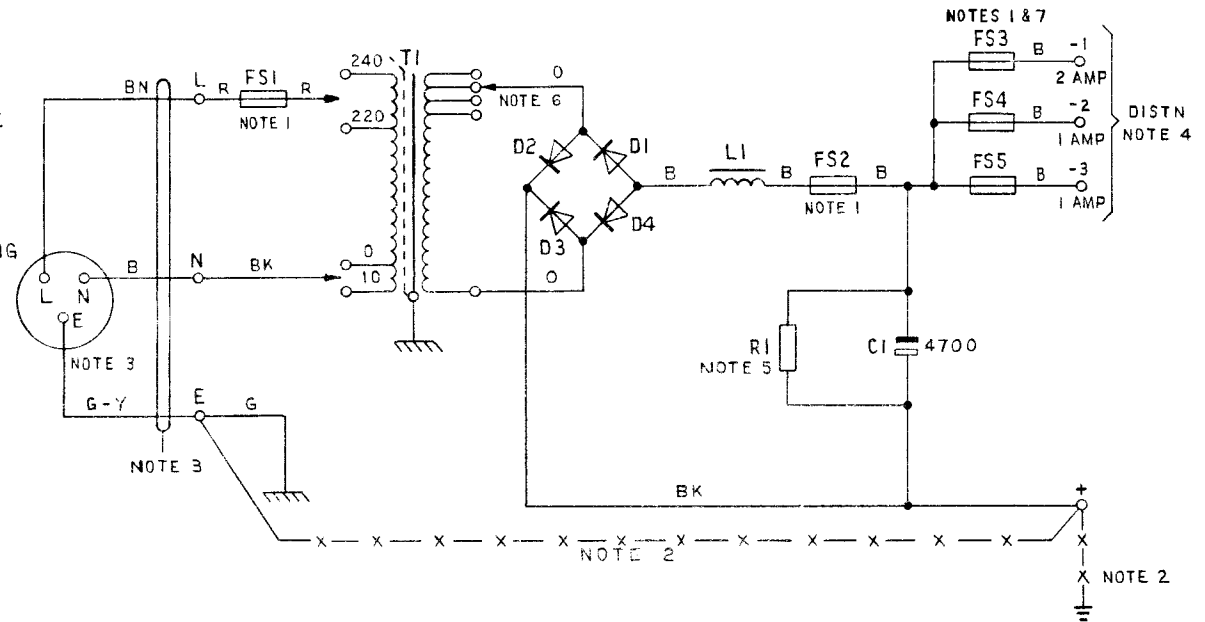 NOTES 1 & 7
FS3 B -1
2 AMP
FS4 B -2
1 AMP
FS5 B -3
1 AMP
DISTN
NOTE 4
BN L R FS1 R
NOTE 1
240 T1
220
0
10
O
NOTE 6
D2 D1
D3 D4
O
B L1 B FS2 B
NOTE 1
E
NG
L N E
B N BK
NOTE 3
G-Y E G
NOTE 3
R1
NOTE 5
C1 4700
BK
+
X X X X X X X X X X X X
NOTE 2
X
X NOTE 2